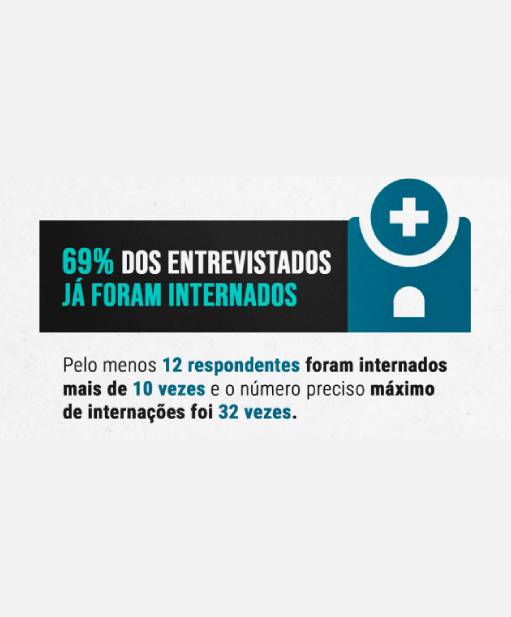 69% DOS ENTREVISTADOS
JÁ FORAM INTERNADOS
Pelo menos 12 respondentes foram internados
mais de 10 vezes e o número preciso máximo
de internações foi 32 vezes.